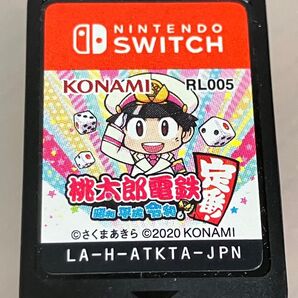 NINTENDO
SWITCH
KONAMI RL005
桃太郎電鉄
昭和 平成 令和も
定番!
©さくまあきら ©2020 KONAMI
LA-H-ATKTA-JPN